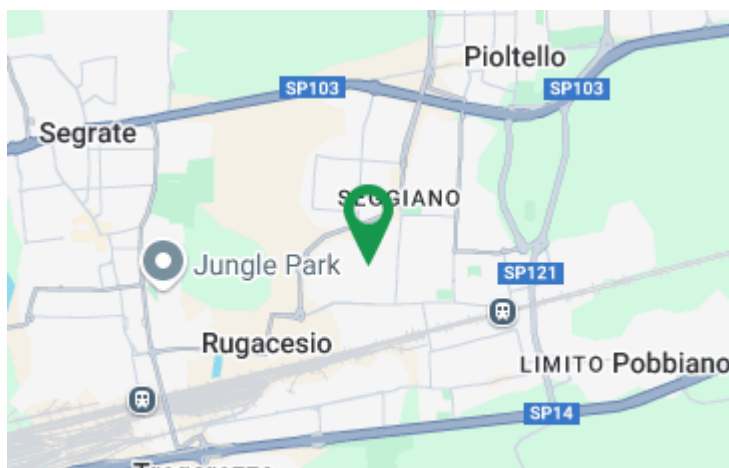 Pioltello
SP103
SP103
Segrate
SEGGIANO
Jungle Park
SP121
Rugacesio
LIMITO Pobbiano
SP14